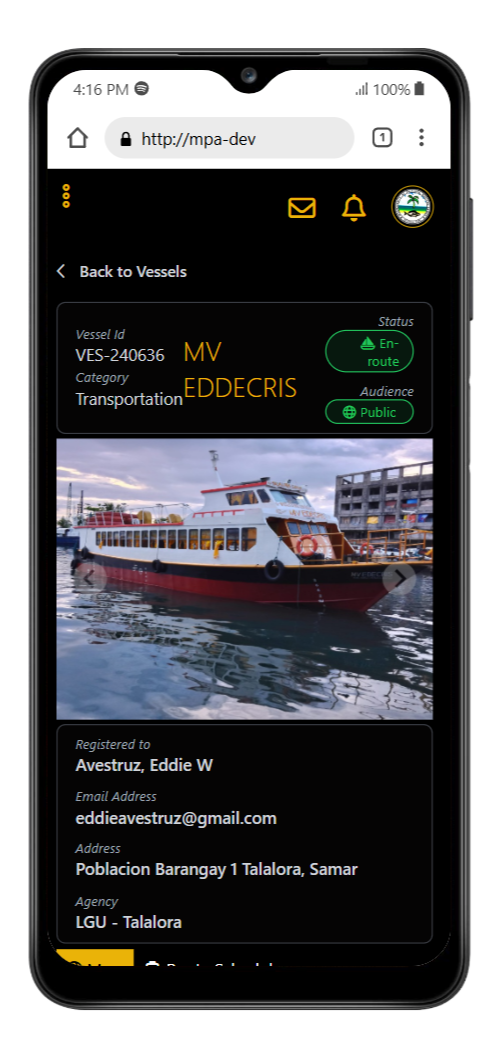 4:16 PM
100%
http://mpa-dev
1
Back to Vessels
Vessel Id
VES-240636
Category
Transportation
MV
EDDECRIS
Status
En-
route
Audience
Public
Registered to
Avestruz, Eddie W
Email Address
eddieavestruz@gmail.com
Address
Poblacion Barangay 1 Talalora, Samar
Agency
LGU - Talalora